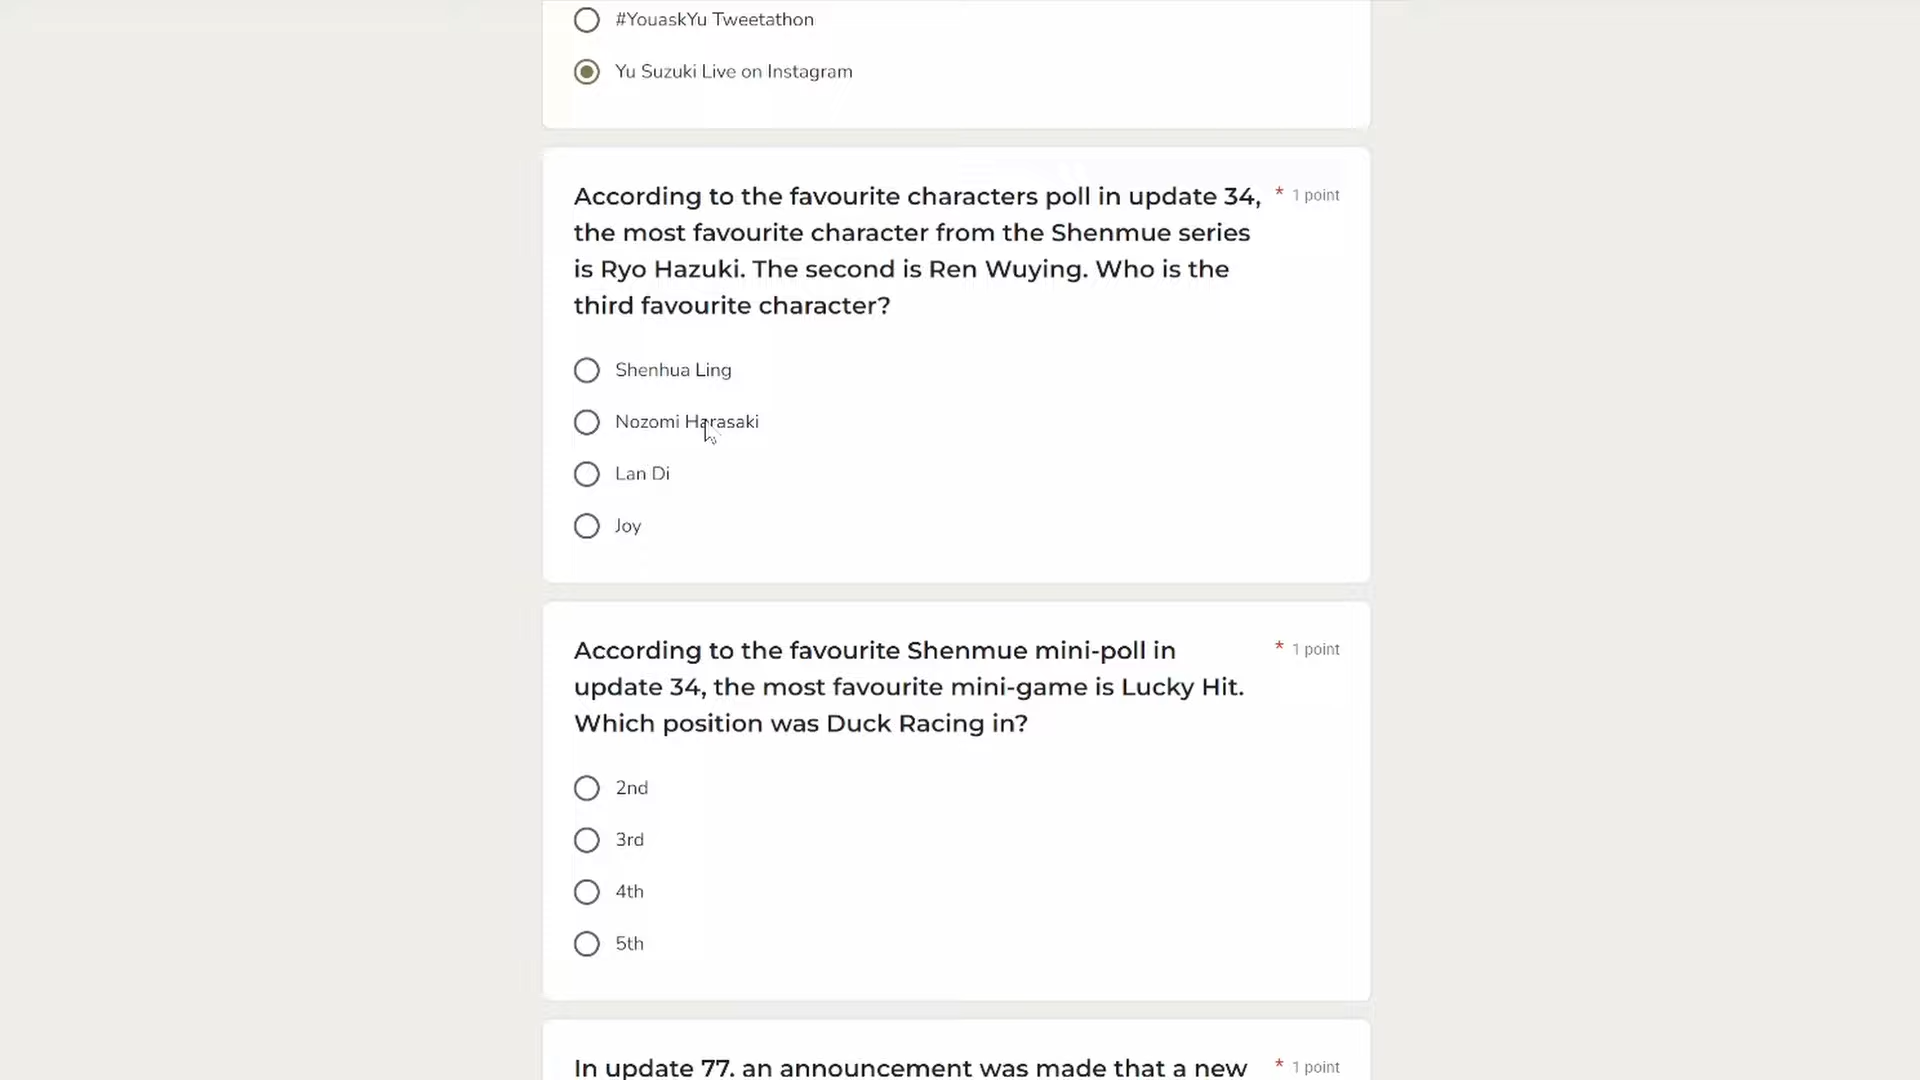 #YouaskYu Tweetathon
Yu Suzuki Live on Instagram
According to the favourite characters poll in update 34, * 1 point
the most favourite character from the Shenmue series
is Ryo Hazuki. The second is Ren Wuying. Who is the
third favourite character?
Shenhua Ling
Nozomi Harasaki
Lan Di
Joy
According to the favourite Shenmue mini-poll in * 1 point
update 34, the most favourite mini-game is Lucky Hit.
Which position was Duck Racing in?
2nd
3rd
4th
5th
In update 77, an announcement was made that a new * 1 point